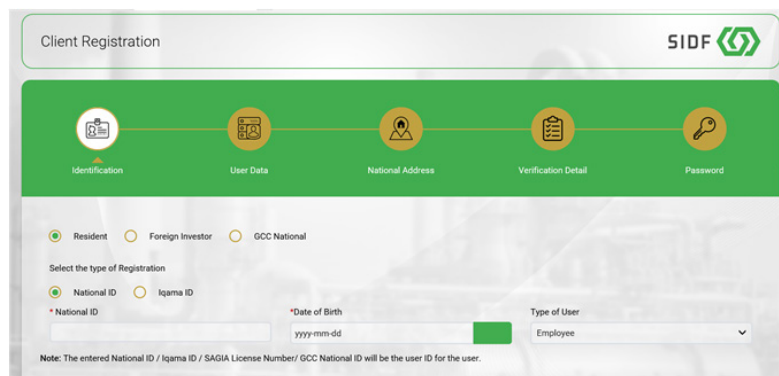 Client Registration
SIDF
Identification
User Data
National Address
Verification Detail
Password
Resident
Foreign Investor
GCC National
Select the type of Registration
National ID
Iqama ID
* National ID
*Date of Birth
Type of User
yyyy-mm-dd
Employee
Note: The entered National ID / Iqama ID / SAGIA License Number/ GCC National ID will be the user ID for the user.